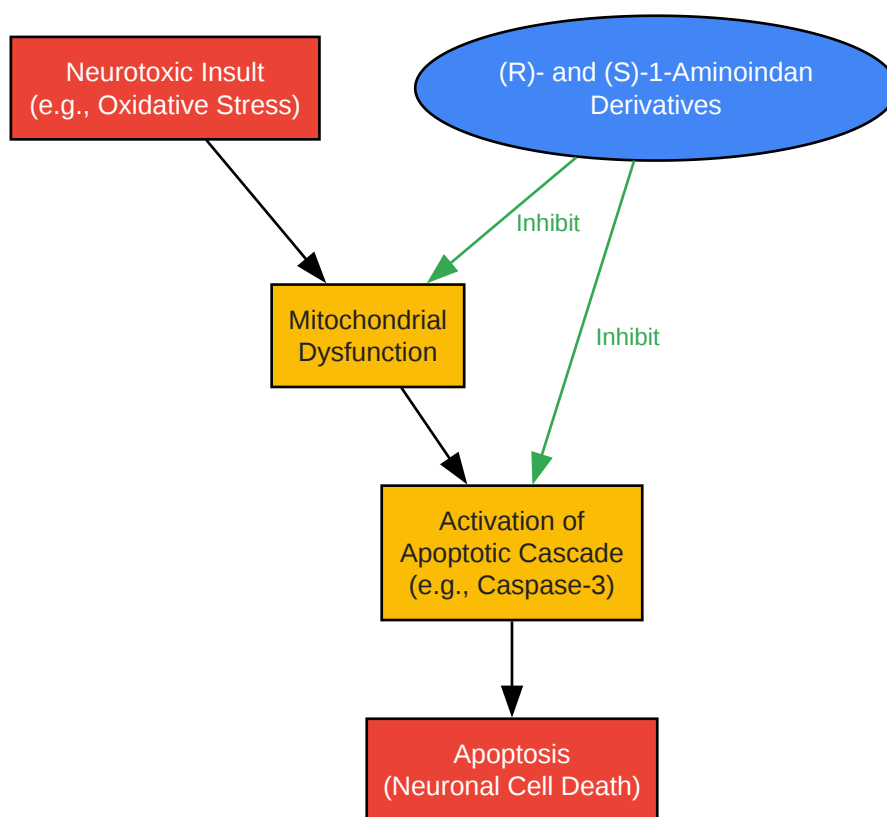 Neurotoxic Insult
(e.g., Oxidative Stress)
(R)- and (S)-1-Aminoindan
Derivatives
Inhibit
Mitochondrial
Dysfunction
Inhibit
Activation of
Apoptotic Cascade
(e.g., Caspase-3)
Apoptosis
(Neuronal Cell Death)